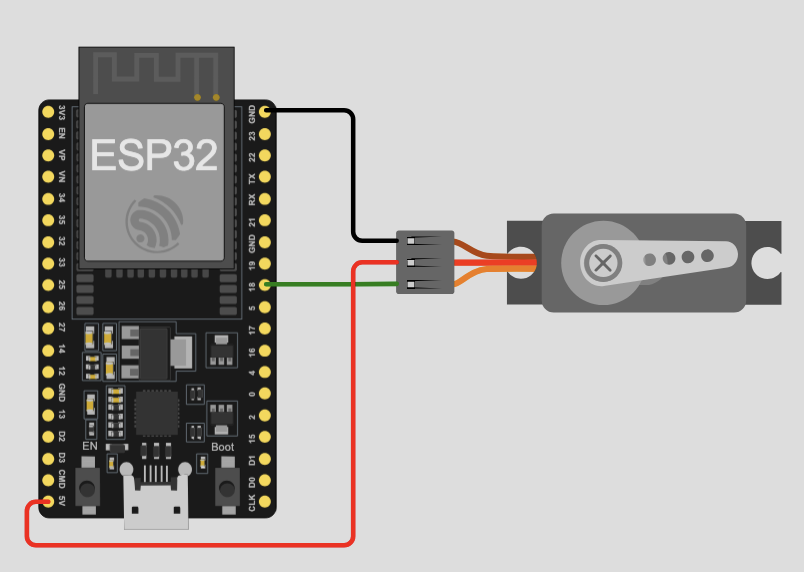 ESP32
3V3
EN
VP
VN
34
35
32
33
25
26
27
14
12
GND
13
D2
D3
CMD
5V
GND
23
22
TX
RX
21
GND
19
18
5
17
16
4
0
2
15
D1
D0
CLK
EN
Boot